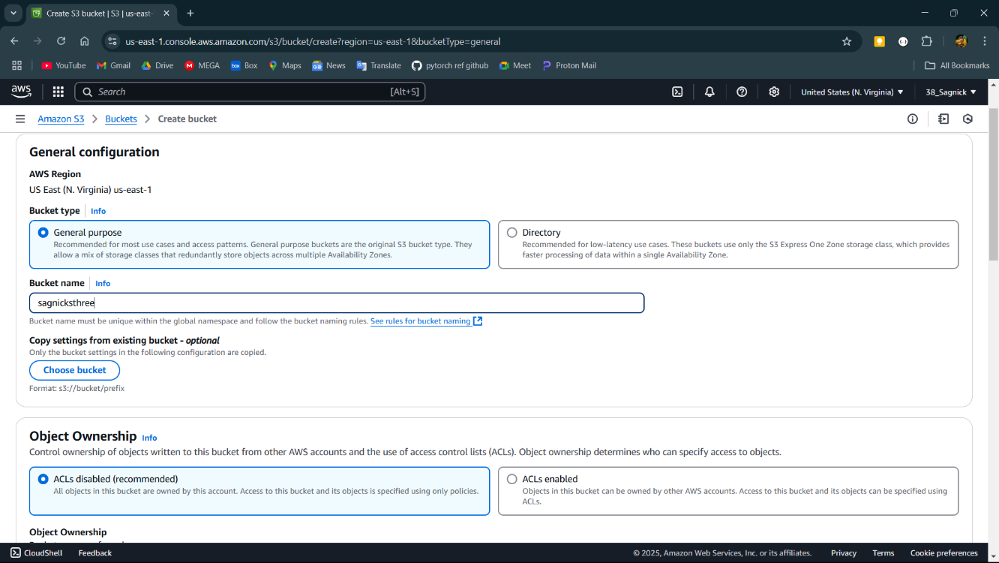 Create S3 bucket | S3 | us-east-
us-east-1.console.aws.amazon.com/s3/bucket/create?region=us-east-1&bucketType=general
YouTube Gmail Drive MEGA Box Maps News Translate pytorch ref github Meet Proton Mail All Bookmarks
aws Search [Alt+S] United States (N. Virginia) 38_Sagnick
Amazon S3 > Buckets > Create bucket
General configuration
AWS Region
US East (N. Virginia) us-east-1
Bucket type Info
General purpose
Recommended for most use cases and access patterns. General purpose buckets are the original S3 bucket type. They
allow a mix of storage classes that redundantly store objects across multiple Availability Zones.
Directory
Recommended for low-latency use cases. These buckets use only the S3 Express One Zone storage class, which provides
faster processing of data within a single Availability Zone.
Bucket name Info
sagnicksthree
Bucket name must be unique within the global namespace and follow the bucket naming rules. See rules for bucket naming
Copy settings from existing bucket - optional
Only the bucket settings in the following configuration are copied.
Choose bucket
Format: s3://bucket/prefix
Object Ownership Info
Control ownership of objects written to this bucket from other AWS accounts and the use of access control lists (ACLs). Object ownership determines who can specify access to objects.
ACLs disabled (recommended)
All objects in this bucket are owned by this account. Access to this bucket and its objects is specified using only policies.
ACLs enabled
Objects in this bucket can be owned by other AWS accounts. Access to this bucket and its objects can be specified using
ACLs.
Object Ownership
CloudShell Feedback © 2025, Amazon Web Services, Inc. or its affiliates. Privacy Terms Cookie preferences